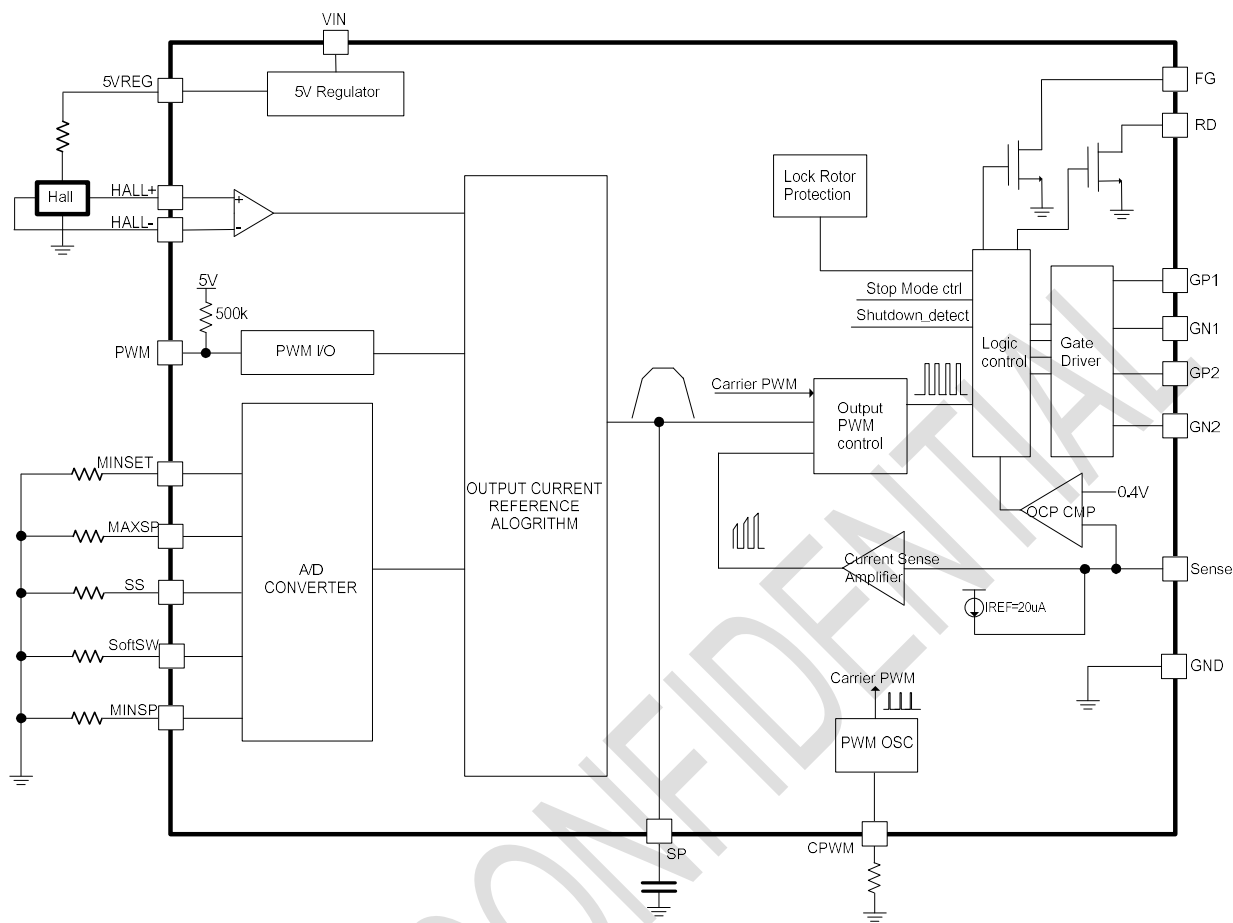 VIN
5VREG
5V Regulator
FG
RD
Lock Rotor
Protection
Hall
HALL+
HALL-
+
-
5V
500k
PWM
PWM I/O
Stop Mode ctrl
Shutdown_detect
Logic
control
Gate
Driver
GP1
GN1
GP2
GN2
Carrier PWM
Output
PWM
control
MINSET
MAXSP
SS
SoftSW
MINSP
A/D
CONVERTER
OUTPUT CURRENT
REFERENCE
ALOGRITHM
0.4V
OCP CMP
Current Sense
Amplifier
Sense
IREF=20uA
GND
Carrier PWM
PWM OSC
SP
CPWM
CONFIDENTIAL